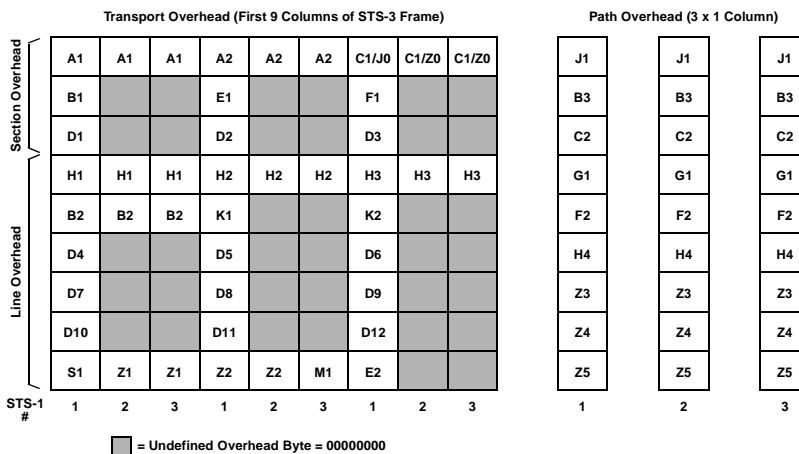 Transport Overhead (First 9 Columns of STS-3 Frame) Path Overhead (3 x 1 Column)
Section Overhead
A1 A1 A1 A2 A2 A2 C1/J0 C1/Z0 C1/Z0 J1 J1 J1
B1 E1 F1 B3 B3 B3
D1 D2 D3 C2 C2 C2
Line Overhead
H1 H1 H1 H2 H2 H2 H3 H3 H3 G1 G1 G1
B2 B2 B2 K1 K2 F2 F2 F2
D4 D5 D6 H4 H4 H4
D7 D8 D9 Z3 Z3 Z3
D10 D11 D12 Z4 Z4 Z4
S1 Z1 Z1 Z2 Z2 M1 E2 Z5 Z5 Z5
STS-1 # 1 2 3 1 2 3 1 2 3 1 2 3
= Undefined Overhead Byte = 00000000